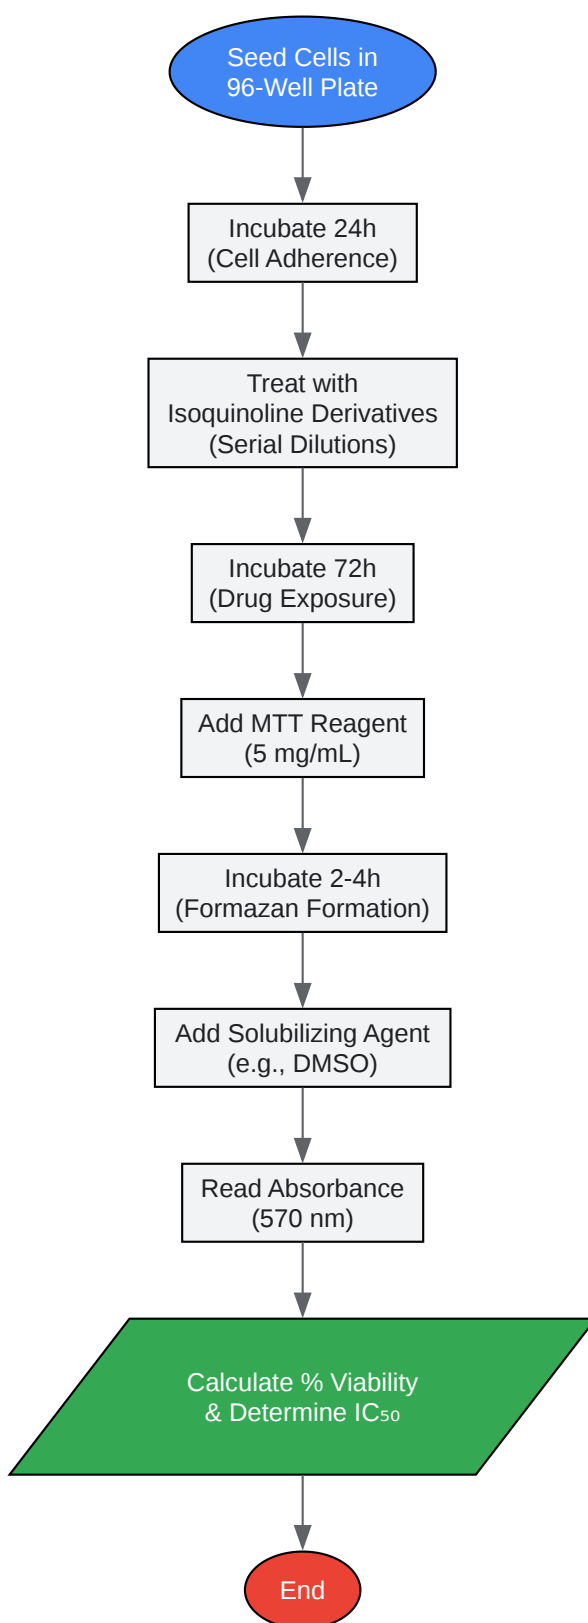 Seed Cells in
96-Well Plate
Incubate 24h
(Cell Adherence)
Treat with
Isoquinoline Derivatives
(Serial Dilutions)
Incubate 72h
(Drug Exposure)
Add MTT Reagent
(5 mg/mL)
Incubate 2-4h
(Formazan Formation)
Add Solubilizing Agent
(e.g., DMSO)
Read Absorbance
(570 nm)
Calculate % Viability
& Determine IC₅₀
End